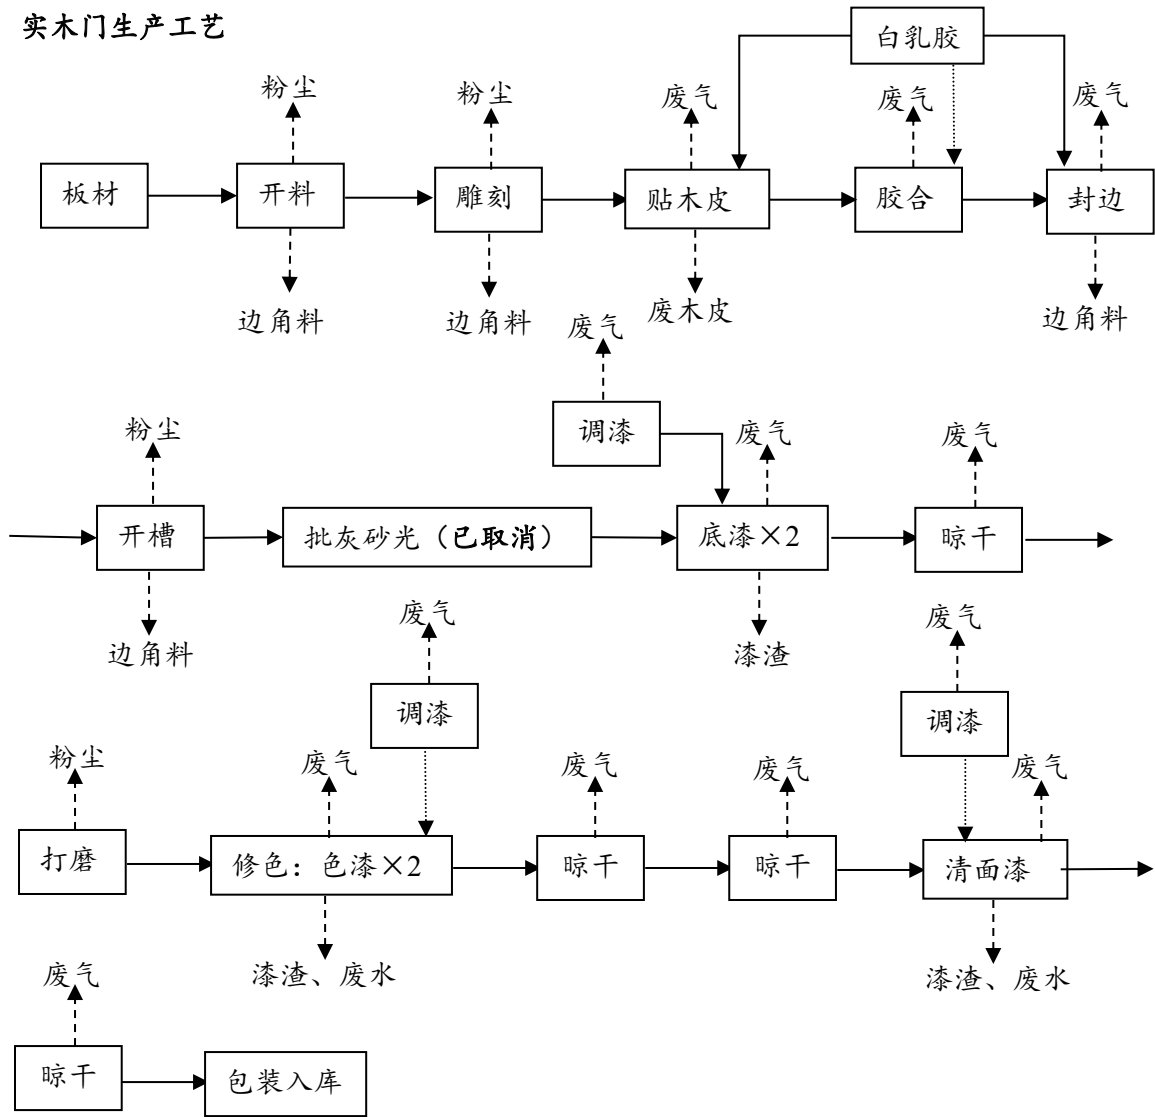 实木门生产工艺
白乳胶
粉尘
粉尘
废气
废气
废气
板材
开料
雕刻
贴木皮
胶合
封边
边角料
边角料
废木皮
边角料
废气
调漆
粉尘
废气
废气
开槽
批灰砂光（已取消）
底漆×2
晾干
边角料
漆渣
废气
废气
调漆
调漆
粉尘
废气
废气
废气
废气
打磨
修色：色漆×2
晾干
晾干
清面漆
漆渣、废水
漆渣、废水
废气
晾干
包装入库